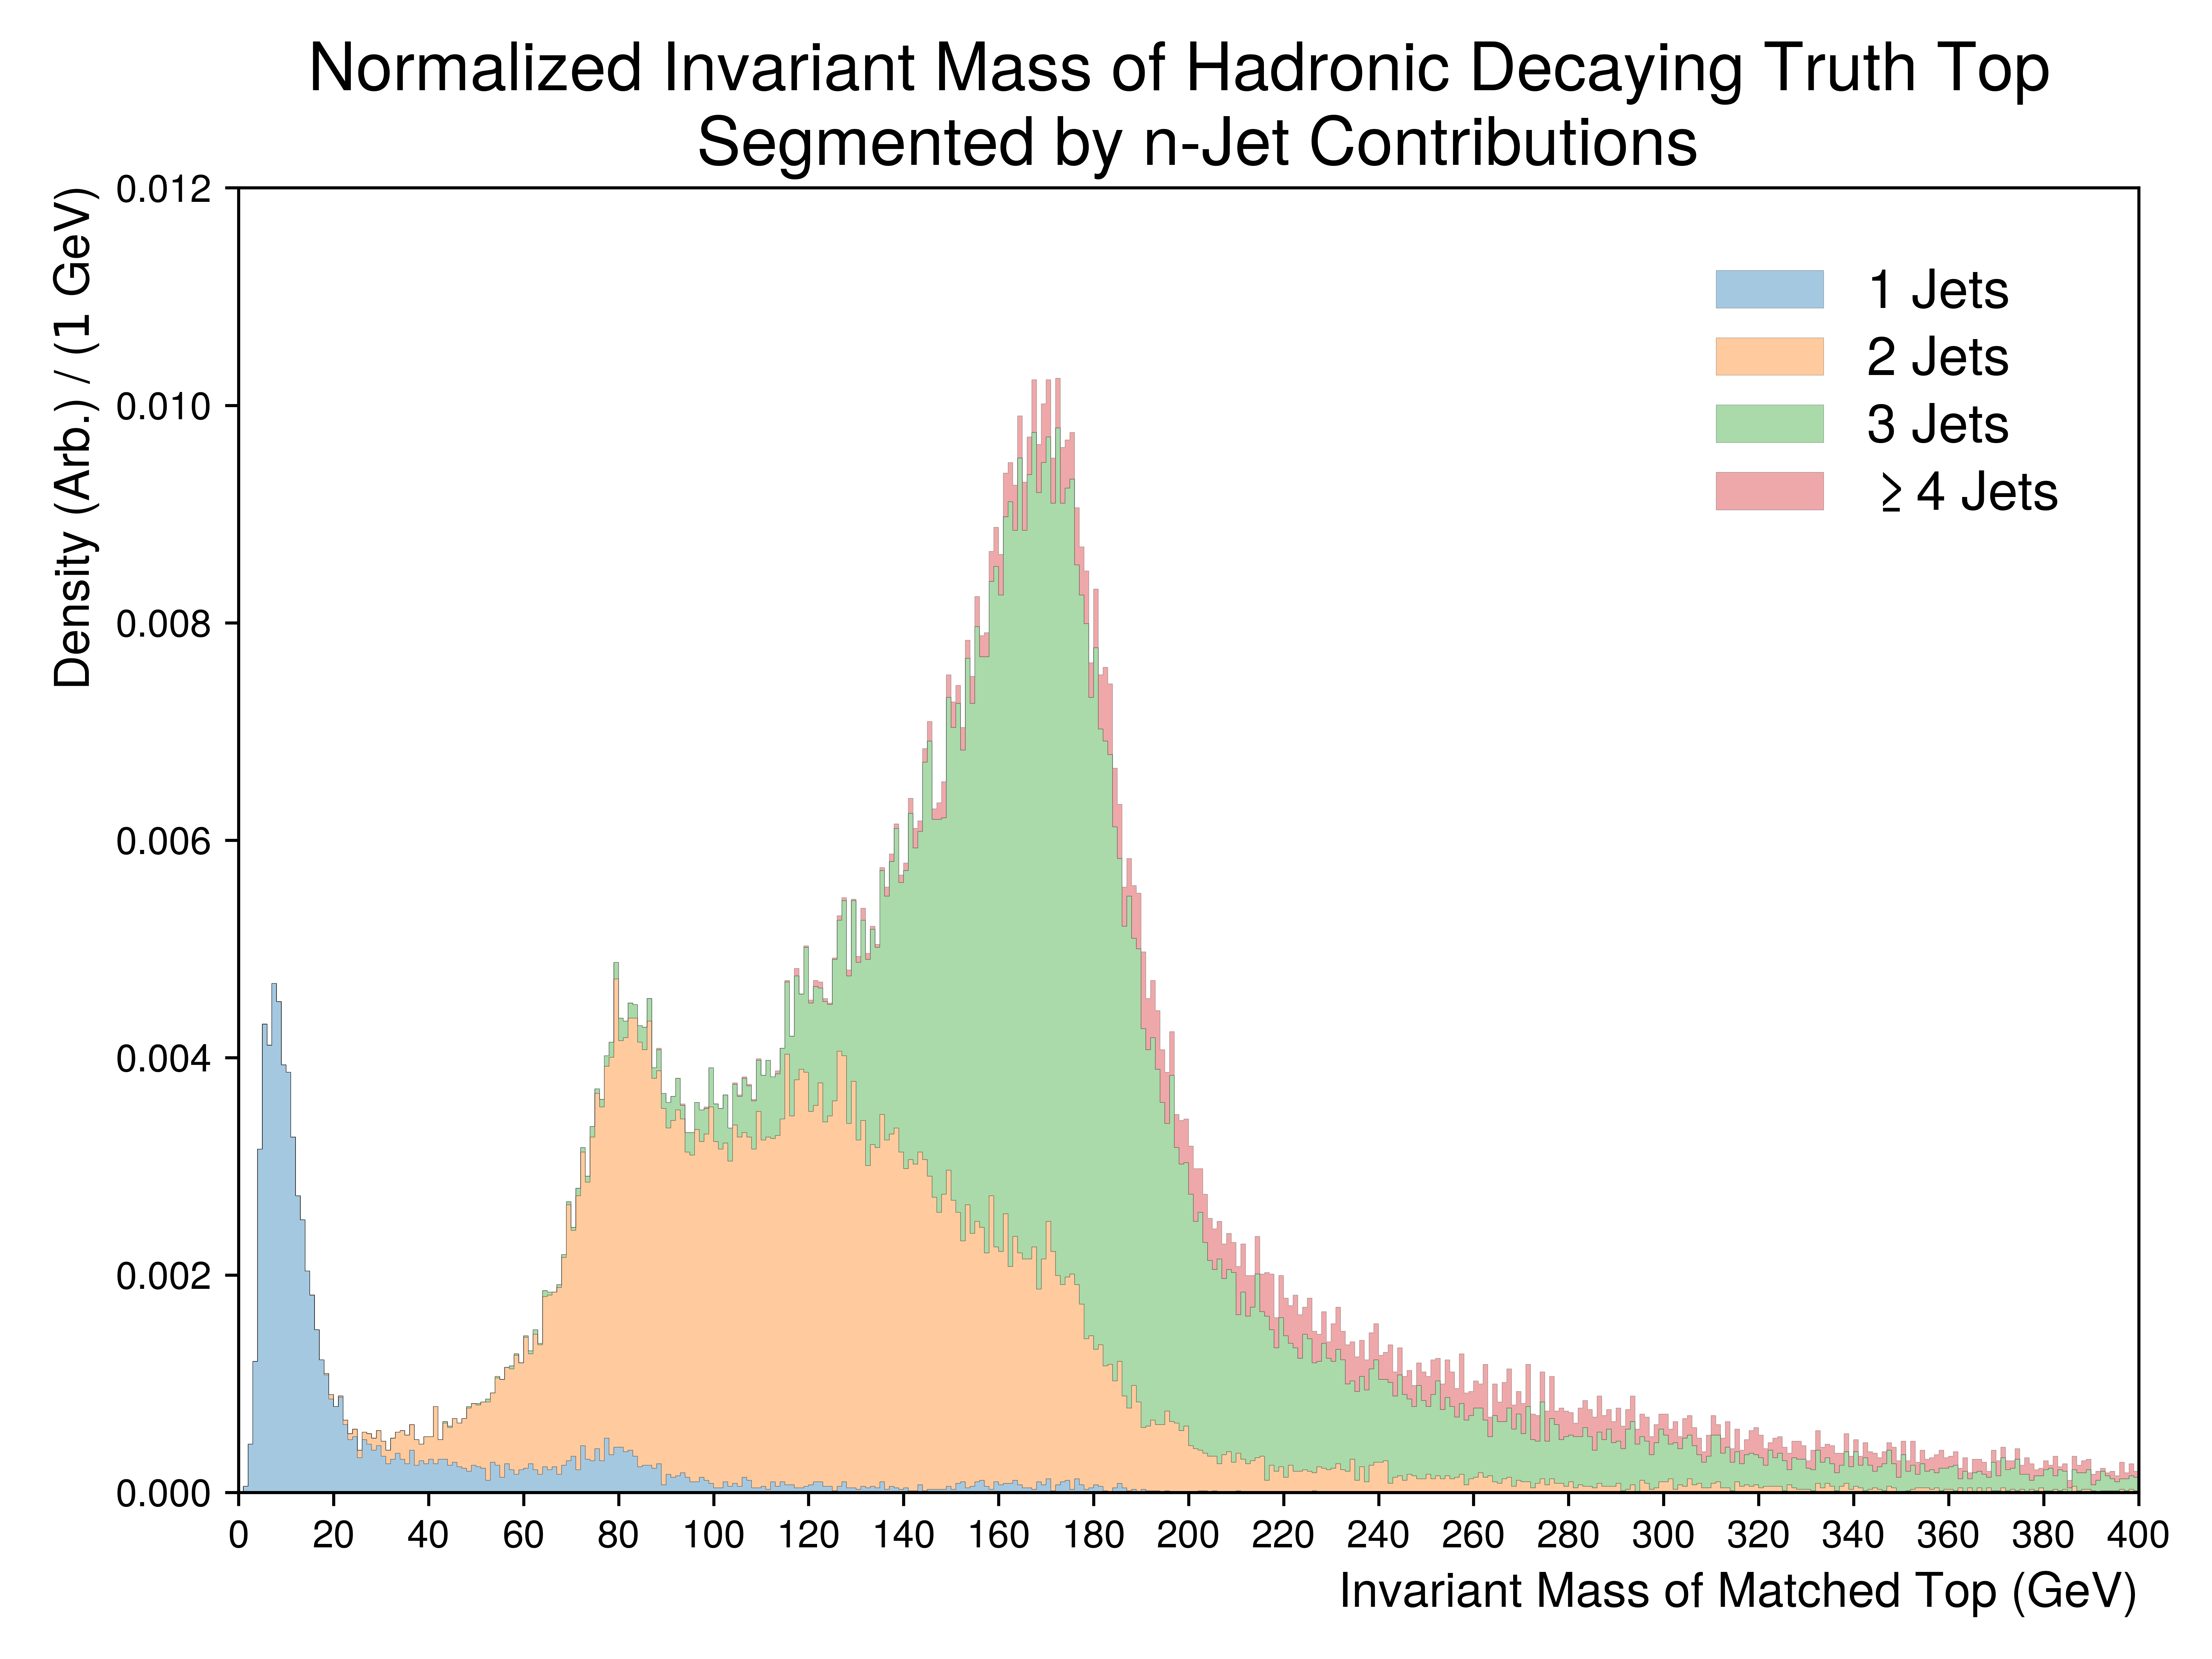 Normalized Invariant Mass of Hadronic Decaying Truth Top
Segmented by n-Jet Contributions
Density (Arb.) / (1 GeV)
0.012
0.010
0.008
0.006
0.004
0.002
0.000
1 Jets
2 Jets
3 Jets
≥ 4 Jets
0 20 40 60 80 100 120 140 160 180 200 220 240 260 280 300 320 340 360 380 400
Invariant Mass of Matched Top (GeV)